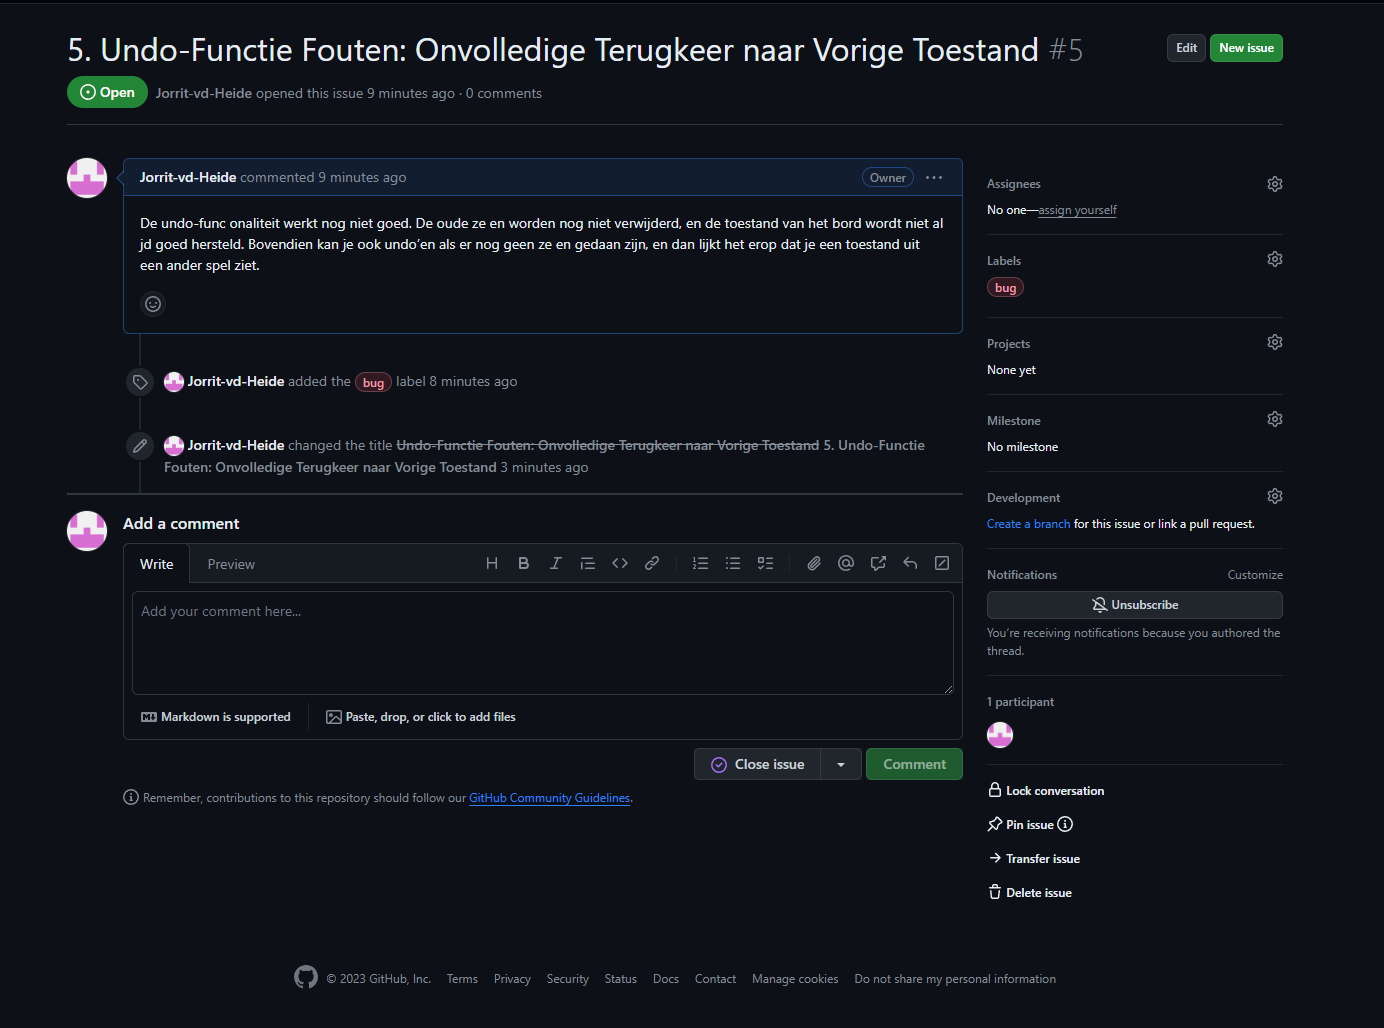 5. Undo-Functie Fouten: Onvolledige Terugkeer naar Vorige Toestand #5
Edit
New issue
Open
Jorrit-vd-Heide opened this issue 9 minutes ago · 0 comments
Jorrit-vd-Heide commented 9 minutes ago
Owner
De undo-func onaliteit werkt nog niet goed. De oude ze en worden nog niet verwijderd, en de toestand van het bord wordt niet al
jd goed hersteld. Bovendien kan je ook undo’en als er nog geen ze en gedaan zijn, en dan lijkt het erop dat je een toestand uit
een ander spel ziet.
Jorrit-vd-Heide added the bug label 8 minutes ago
Jorrit-vd-Heide changed the title Undo-Functie Fouten: Onvolledige Terugkeer naar Vorige Toestand 5. Undo-Functie
Fouten: Onvolledige Terugkeer naar Vorige Toestand 3 minutes ago
Add a comment
Write
Preview
Add your comment here...
Markdown is supported
Paste, drop, or click to add files
Close issue
Comment
Remember, contributions to this repository should follow our GitHub Community Guidelines.
Assignees
No one—assign yourself
Labels
bug
Projects
None yet
Milestone
No milestone
Development
Create a branch for this issue or link a pull request.
Notifications
Customize
Unsubscribe
You’re receiving notifications because you authored the
thread.
1 participant
Lock conversation
Pin issue
Transfer issue
Delete issue
© 2023 GitHub, Inc.
Terms
Privacy
Security
Status
Docs
Contact
Manage cookies
Do not share my personal information